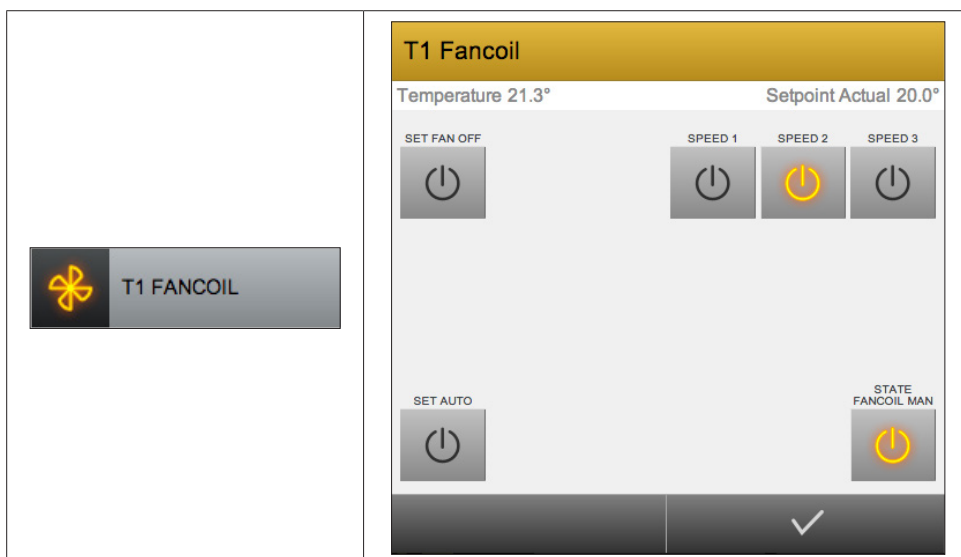 T1 FANCOIL
T1 Fancoil
Temperature 21.3°
Setpoint Actual 20.0°
SET FAN OFF
SPEED 1
SPEED 2
SPEED 3
SET AUTO
STATE
FANCOIL MAN